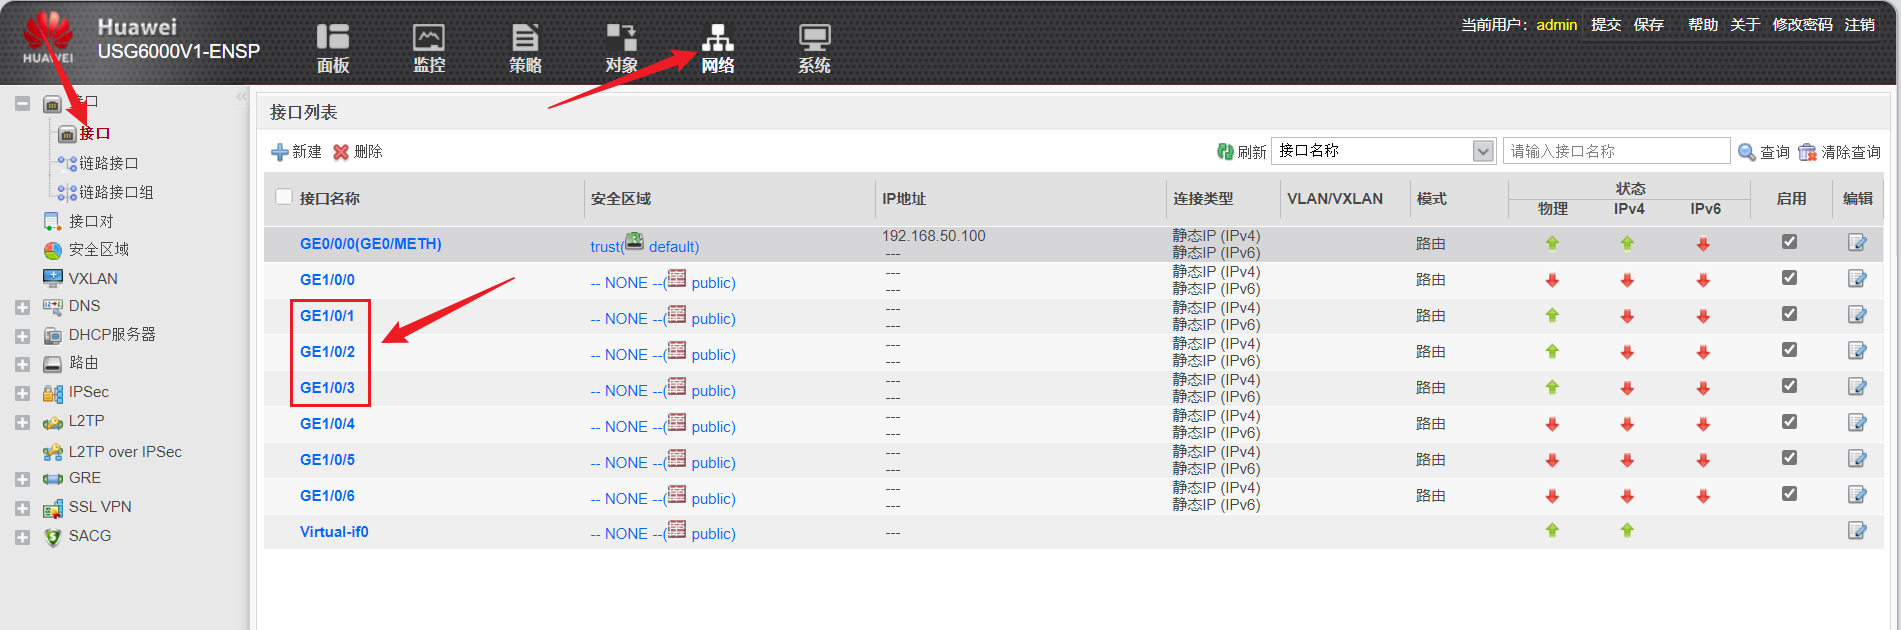 HUAWEI
Huawei
USG6000V1-ENSP
面板
监控
策略
对象
网络
系统
当前用户: admin 提交 保存 帮助 关于 修改密码 注销
口
接口
链路接口
链路接口组
接口对
安全区域
VXLAN
DNS
DHCP服务器
路由
IPSec
L2TP
L2TP over IPSec
GRE
SSL VPN
SACG
接口列表
新建 删除
刷新 接口名称 请输入接口名称 查询 清除查询
接口名称 安全区域 IP地址 连接类型 VLAN/VXLAN 模式 状态 启用 编辑
物理 IPv4 IPv6
GE0/0/0(GE0/METH) trust( default) 192.168.50.100 静态IP (IPv4) 路由
--- 静态IP (IPv6)
GE1/0/0 -- NONE --( public) --- 静态IP (IPv4) 路由
--- 静态IP (IPv6)
GE1/0/1 -- NONE --( public) --- 静态IP (IPv4) 路由
--- 静态IP (IPv6)
GE1/0/2 -- NONE --( public) --- 静态IP (IPv4) 路由
--- 静态IP (IPv6)
GE1/0/3 -- NONE --( public) --- 静态IP (IPv4) 路由
--- 静态IP (IPv6)
GE1/0/4 -- NONE --( public) --- 静态IP (IPv4) 路由
--- 静态IP (IPv6)
GE1/0/5 -- NONE --( public) --- 静态IP (IPv4) 路由
--- 静态IP (IPv6)
GE1/0/6 -- NONE --( public) --- 静态IP (IPv4) 路由
--- 静态IP (IPv6)
Virtual-if0 -- NONE --( public) ---